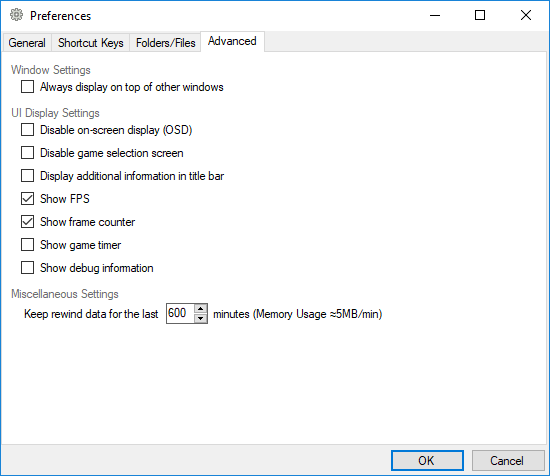 Preferences
General Shortcut Keys Folders/Files Advanced
Window Settings
Always display on top of other windows
UI Display Settings
Disable on-screen display (OSD)
Disable game selection screen
Display additional information in title bar
Show FPS
Show frame counter
Show game timer
Show debug information
Miscellaneous Settings
Keep rewind data for the last 600 minutes (Memory Usage ≈5MB/min)
OK Cancel